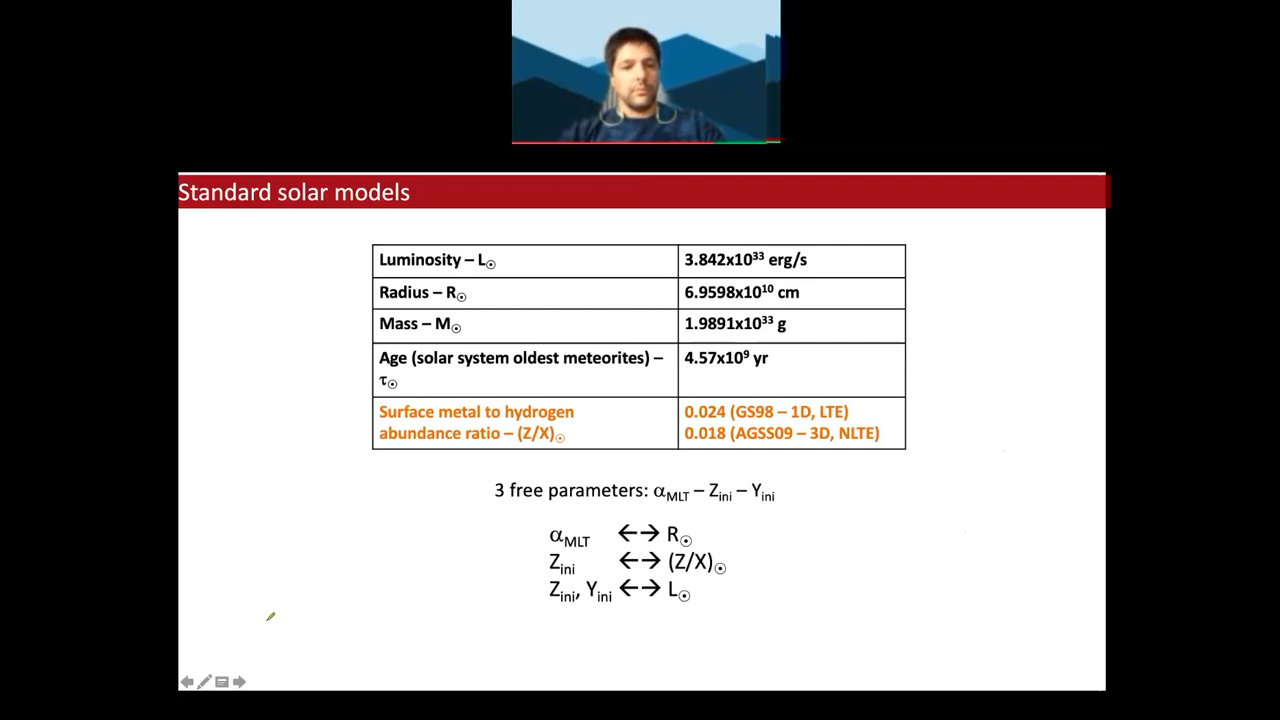 Standard solar models
Luminosity – L☉
3.842x10³³ erg/s
Radius – R☉
6.9598x10¹⁰ cm
Mass – M☉
1.9891x10³³ g
Age (solar system oldest meteorites) –
τ☉
4.57x10⁹ yr
Surface metal to hydrogen
abundance ratio – (Z/X)☉
0.024 (GS98 – 1D, LTE)
0.018 (AGSS09 – 3D, NLTE)
3 free parameters: αMLT – Zini – Yini
αMLT ←→ R☉
Zini ←→ (Z/X)☉
Zini, Yini ←→ L☉